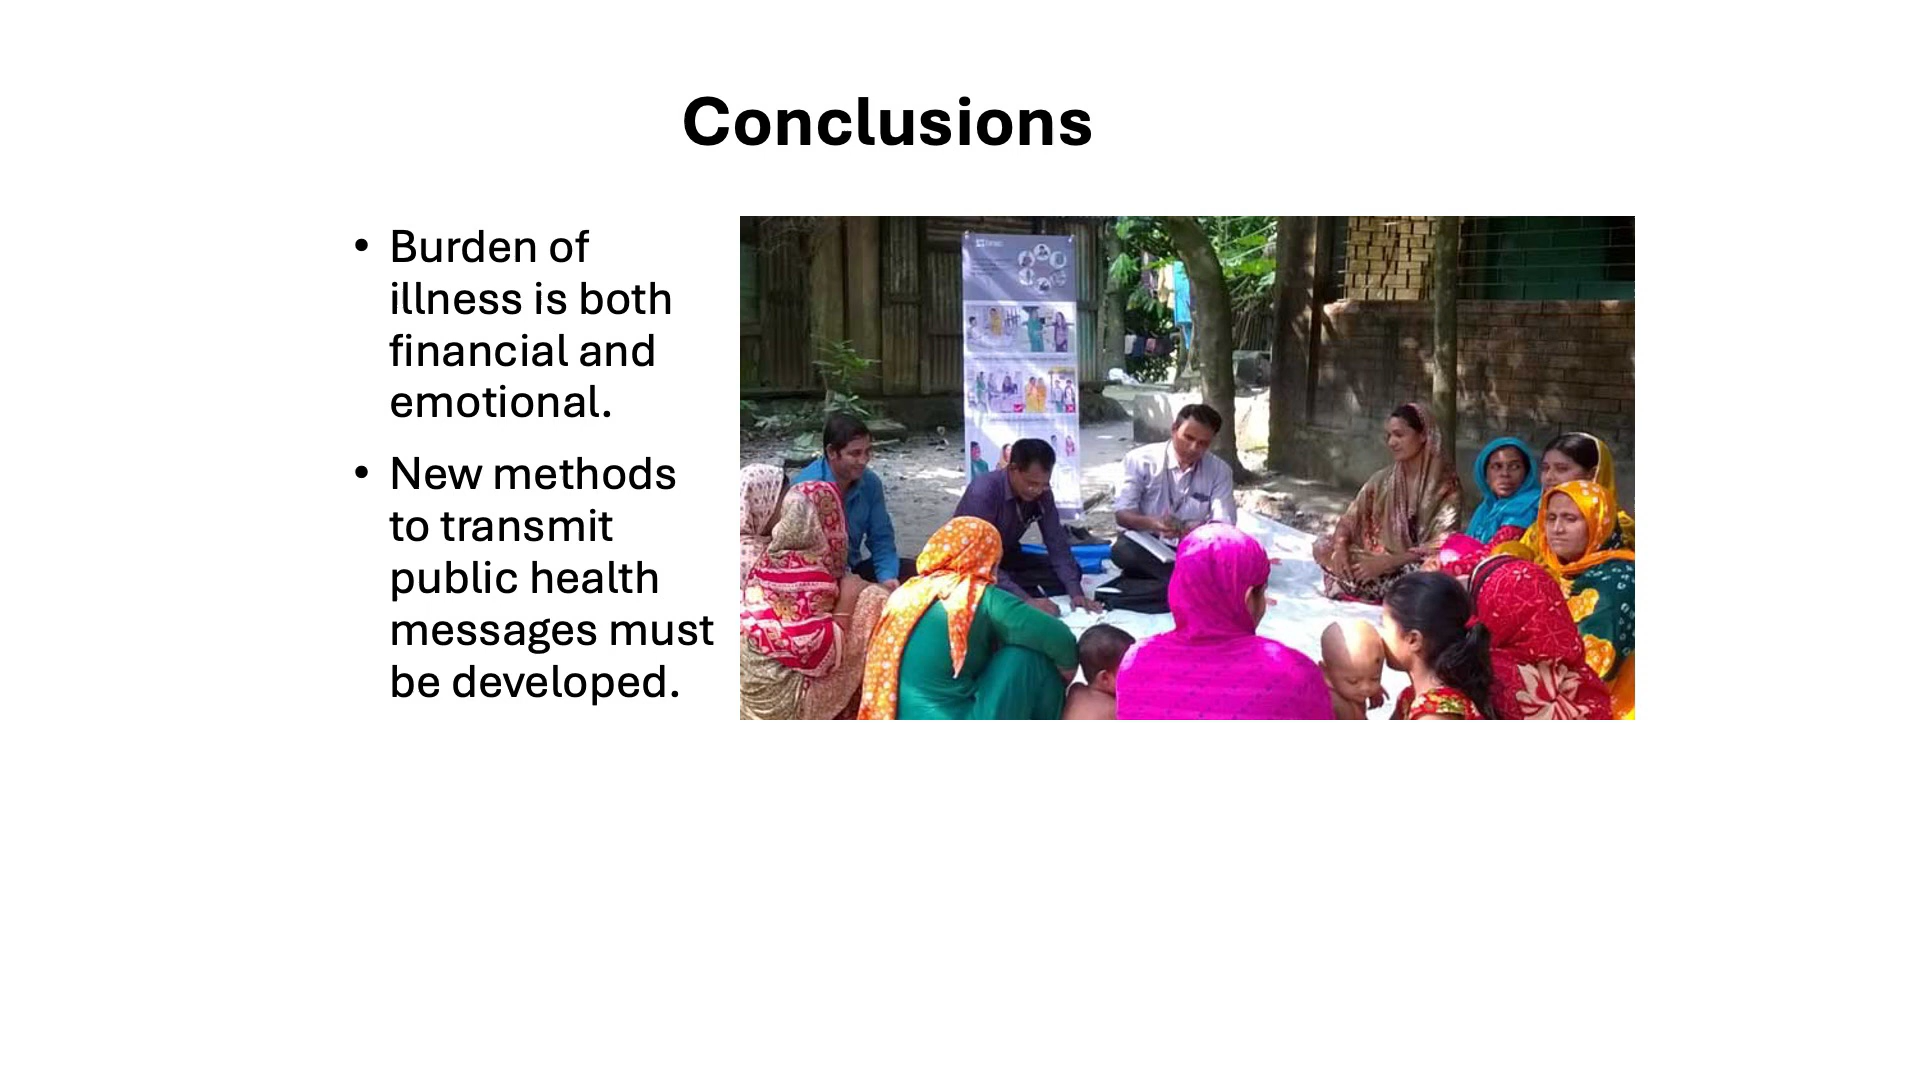 Conclusions
• Burden of
illness is both
financial and
emotional.
• New methods
to transmit
public health
messages must
be developed.